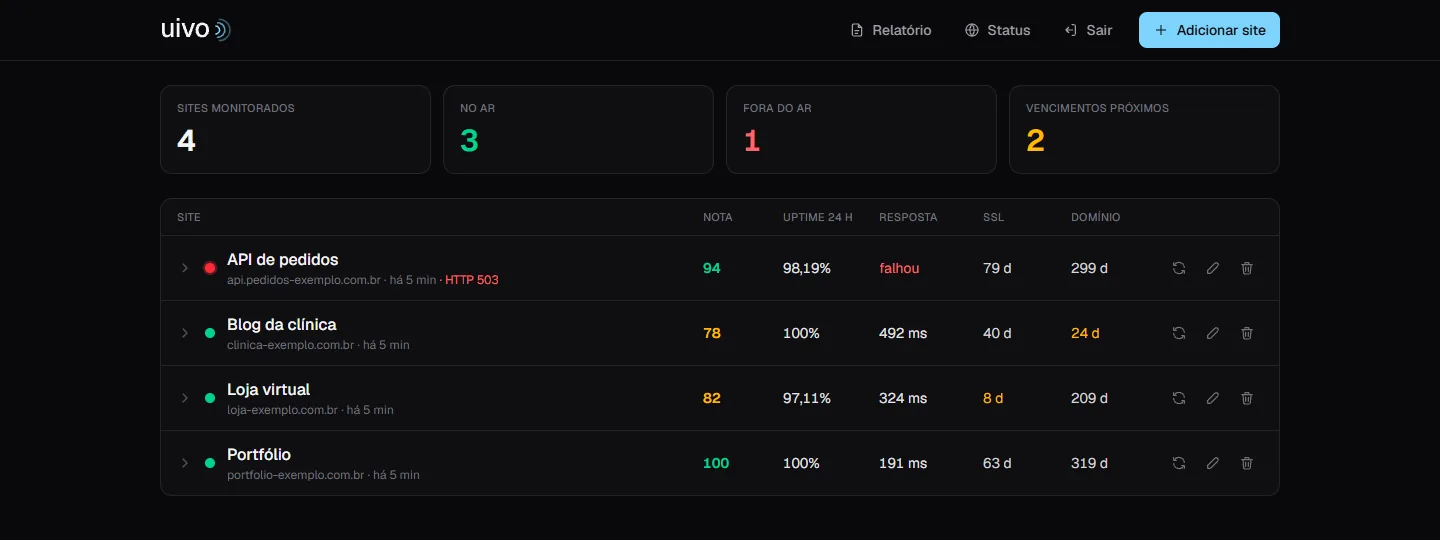 uivo
Relatório Status Sair Adicionar site
SITES MONITORADOS NO AR FORA DO AR VENCIMENTOS PRÓXIMOS
4 3 1 2
SITE NOTA UPTIME 24 H RESPOSTA SSL DOMÍNIO
API de pedidos 94 98,19% falhou 79 d 299 d
api.pedidos-exemplo.com.br · há 5 min · HTTP 503
Blog da clínica 78 100% 492 ms 40 d 24 d
clinica-exemplo.com.br · há 5 min
Loja virtual 82 97,11% 324 ms 8 d 209 d
loja-exemplo.com.br · há 5 min
Portfólio 100 100% 191 ms 63 d 319 d
portfolio-exemplo.com.br · há 5 min